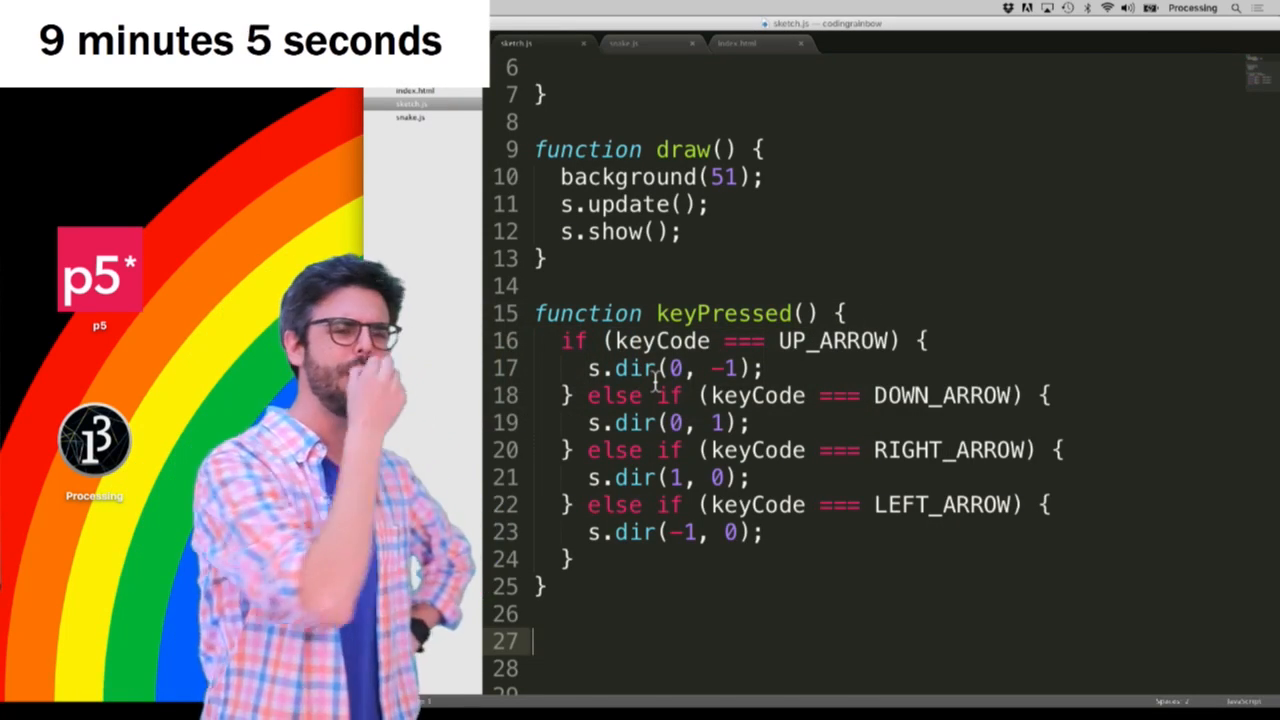 9 minutes 5 seconds
Processing
sketch.js — codingrainbow
sketch.js
snake.js
index.html
index.html
sketch.js
snake.js
p5*
p5
Processing
6
7 }
8
9 function draw() {
10 background(51);
11 s.update();
12 s.show();
13 }
14
15 function keyPressed() {
16 if (keyCode === UP_ARROW) {
17 s.dir(0, -1);
18 } else if (keyCode === DOWN_ARROW) {
19 s.dir(0, 1);
20 } else if (keyCode === RIGHT_ARROW) {
21 s.dir(1, 0);
22 } else if (keyCode === LEFT_ARROW) {
23 s.dir(-1, 0);
24 }
25 }
26
27
28
29
Spaces: 2
JavaScript